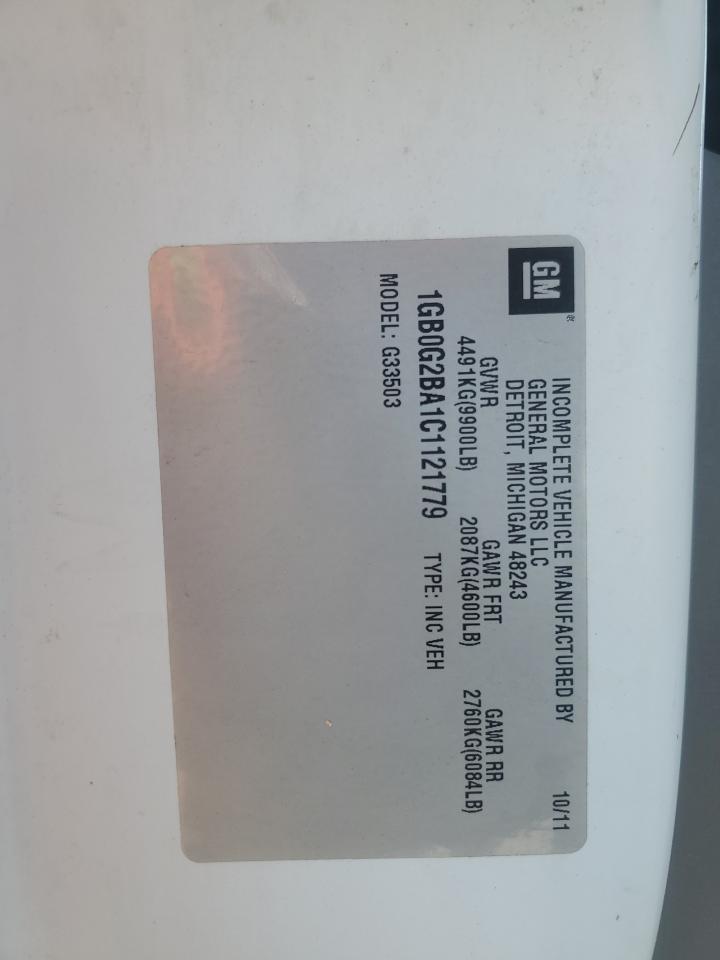 GM
INCOMPLETE VEHICLE MANUFACTURED BY 10/11
GENERAL MOTORS LLC
DETROIT, MICHIGAN 48243
GVWR GAWR FRT GAWR RR
4491KG(9900LB) 2087KG(4600LB) 2760KG(6084LB)
1GB0G2BA1C1121779 TYPE: INC VEH
MODEL: G33503